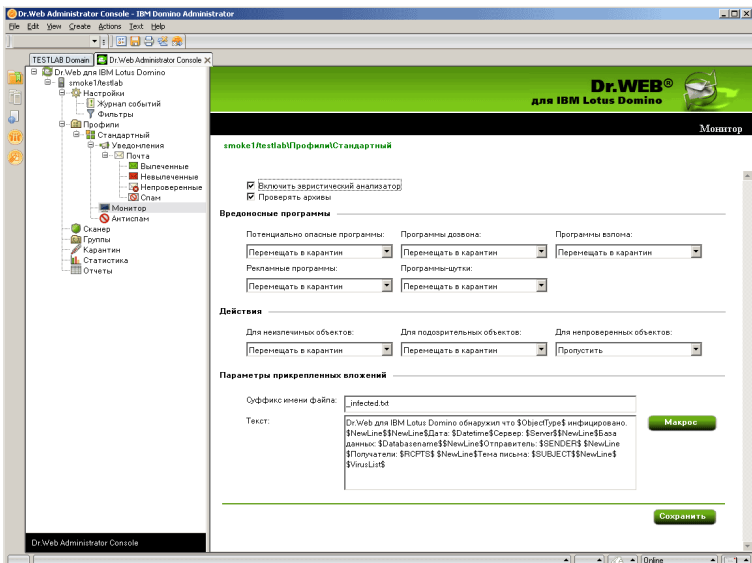 Dr.Web Administrator Console - IBM Domino Administrator
File Edit View Create Actions Text Help
TESTLAB Domain
Dr.Web Administrator Console
Dr.Web для IBM Lotus Domino
smoke1/testlab
Настройки
Журнал событий
Фильтры
Профили
Стандартный
Уведомления
Почта
Вылеченные
Невылеченные
Непроверенные
Спам
Монитор
Антиспам
Сканер
Группы
Карантин
Статистика
Отчеты
Dr.Web Administrator Console
Dr.WEB®
для IBM Lotus Domino
Монитор
smoke1/testlab\Профили\Стандартный
Включить эвристический анализатор
Проверять архивы
Вредоносные программы
Потенциально опасные программы: Программы дозвона: Программы взлома:
Перемещать в карантин Перемещать в карантин Перемещать в карантин
Рекламные программы: Программы-шутки:
Перемещать в карантин Перемещать в карантин
Действия
Для неизлечимых объектов: Для подозрительных объектов: Для непроверенных объектов:
Перемещать в карантин Перемещать в карантин Пропустить
Параметры прикрепленных вложений
Суффикс имени файла: _infected.txt
Текст:
Dr.Web для IBM Lotus Domino обнаружил что $ObjectType$ инфицировано.
$NewLine$$NewLine$Дата: $Datetime$Сервер: $Server$$NewLine$База
данных: $Databasename$$NewLine$Отправитель: $SENDER$ $NewLine
$Получатели: $RCPTS$ $NewLine$Тема письма: $SUBJECT$$NewLine$
$VirusList$
Макрос
Сохранить
Online